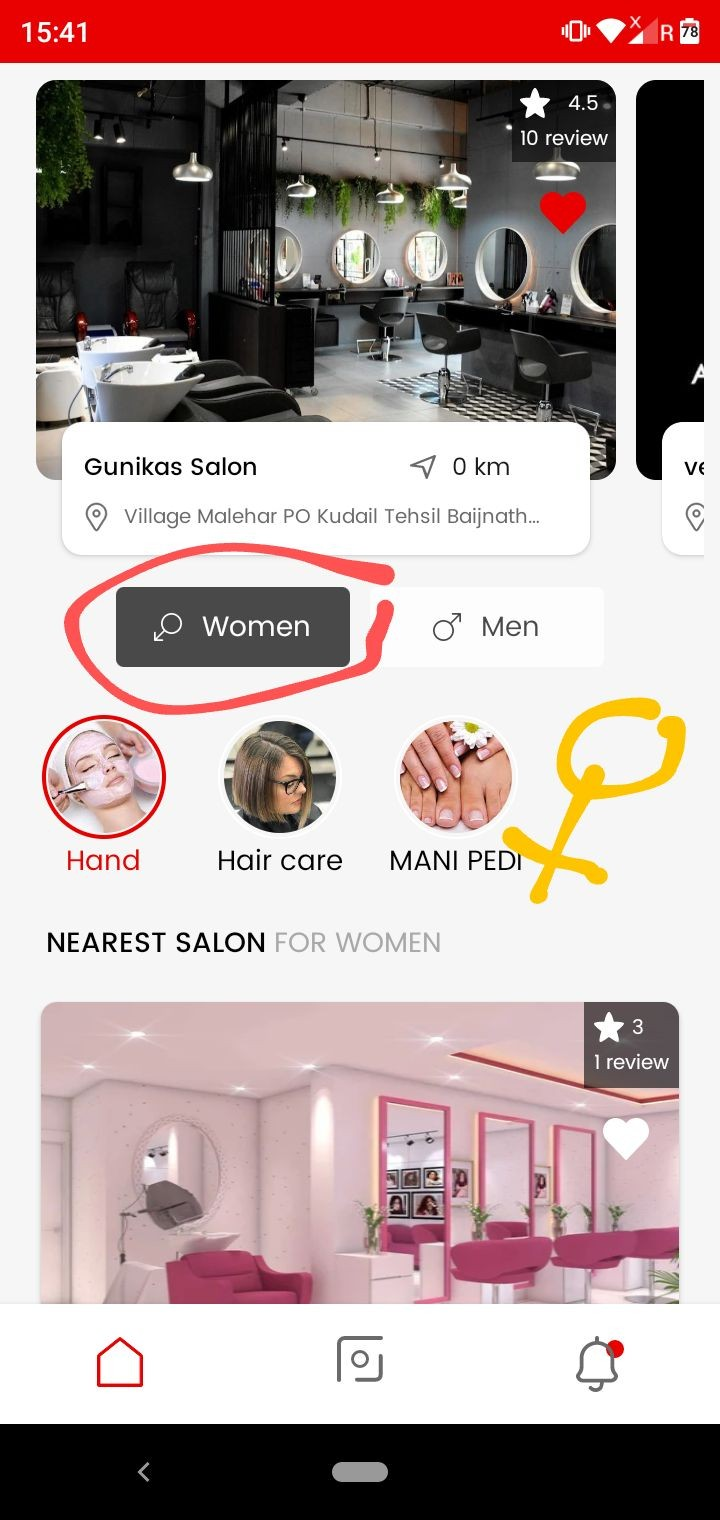 15:41
R 78
4.5
10 review
Gunikas Salon 0 km
Village Malehar PO Kudail Tehsil Baijnath...
Women Men
Hand Hair care MANI PEDI
NEAREST SALON FOR WOMEN
3
1 review